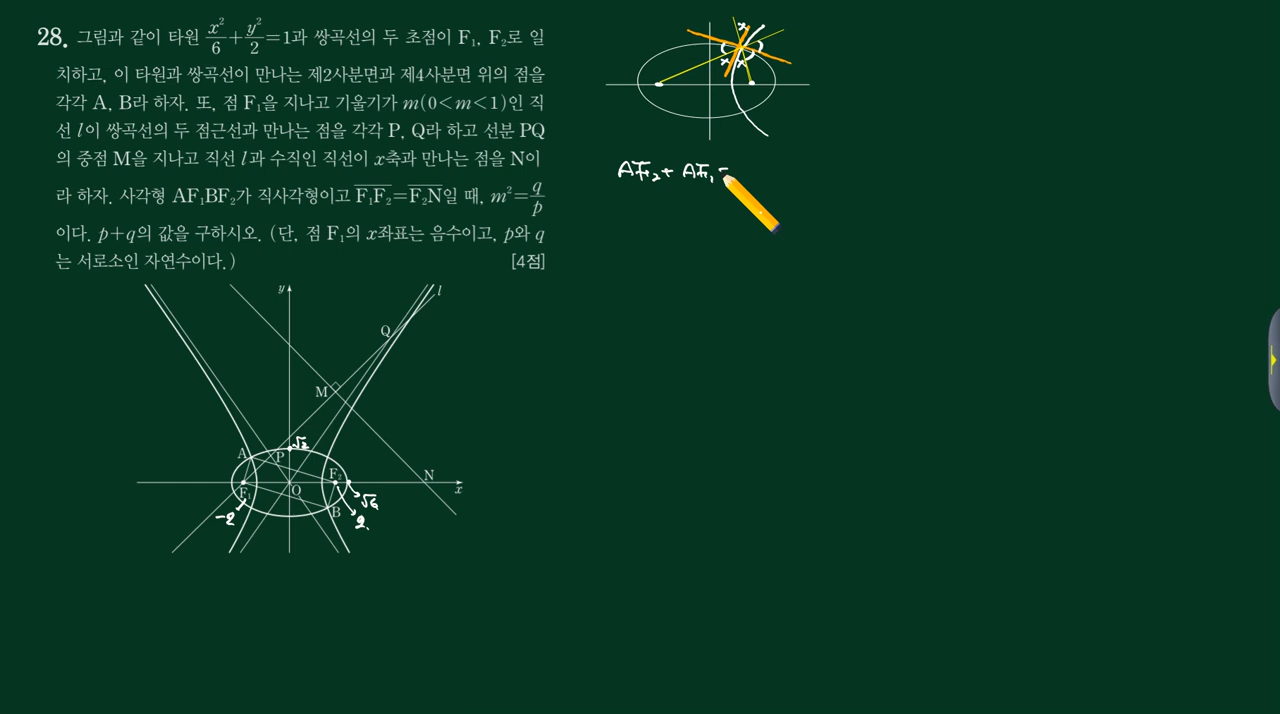 28. 그림과 같이 타원 x²/6+y²/2=1과 쌍곡선의 두 초점이 F₁, F₂로 일
치하고, 이 타원과 쌍곡선이 만나는 제2사분면과 제4사분면 위의 점을
각각 A, B라 하자. 또, 점 F₁을 지나고 기울기가 m(0<m<1)인 직
선 l이 쌍곡선의 두 점근선과 만나는 점을 각각 P, Q라 하고 선분 PQ
의 중점 M을 지나고 직선 l과 수직인 직선이 x축과 만나는 점을 N이
라 하자. 사각형 AF₁BF₂가 직사각형이고 F̅₁̅F̅₂̅=F̅₂̅N̅일 때, m²=q/p
이다. p+q의 값을 구하시오. (단, 점 F₁의 x좌표는 음수이고, p와 q
는 서로소인 자연수이다.) [4점]
x
x x
A̅F̅₂ + A̅F̅₁ =
y l
Q
M
√2
A P F₂ N
F₁ O x
√6
-2 B 2